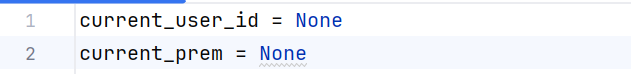 1 current_user_id = None
2 current_prem = None